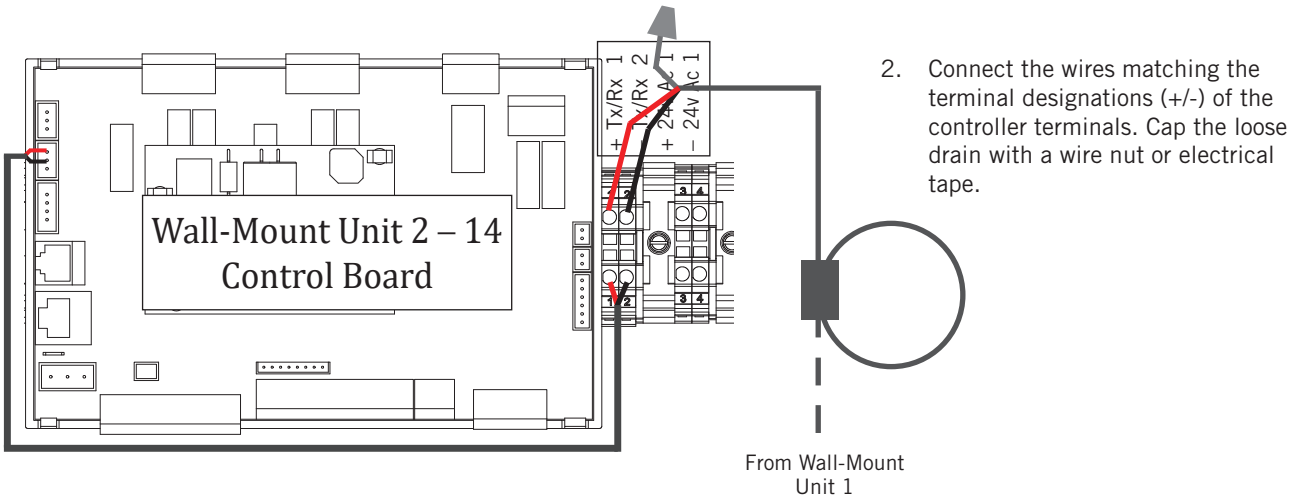 + Tx/Rx 1
– Tx/Rx 2
+ 24v Ac 1
– 24v Ac 1
2. Connect the wires matching the
terminal designations (+/-) of the
controller terminals. Cap the loose
drain with a wire nut or electrical
tape.
1 2 3 4
Wall-Mount Unit 2 – 14
Control Board
1 2 3 4
From Wall-Mount
Unit 1